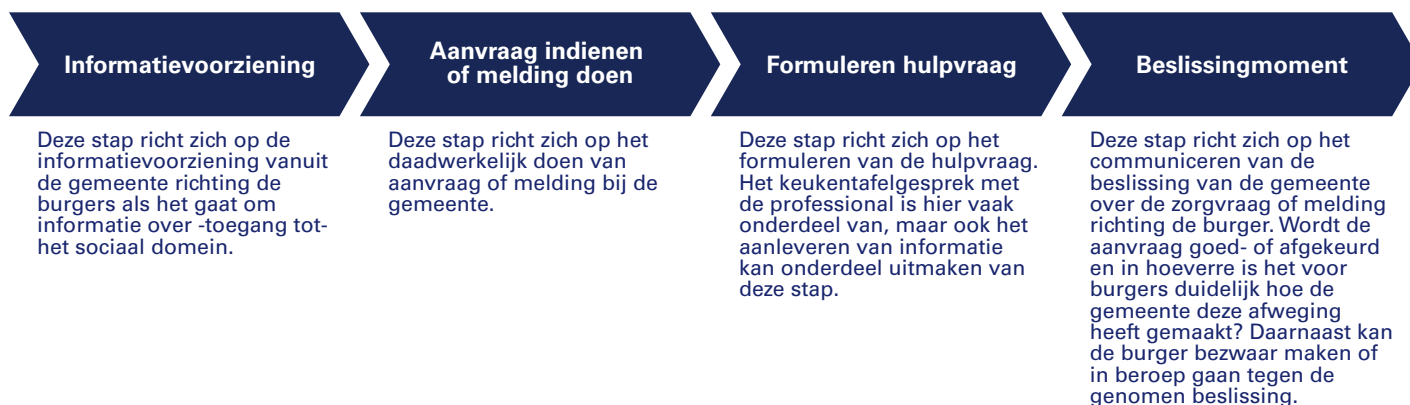 Informatievoorziening
Deze stap richt zich op de
informatievoorziening vanuit
de gemeente richting de
burgers als het gaat om
informatie over -toegang tot-
het sociaal domein.
Aanvraag indienen
of melding doen
Deze stap richt zich op het
daadwerkelijk doen van
aanvraag of melding bij de
gemeente.
Formuleren hulpvraag
Deze stap richt zich op het
formuleren van de hulpvraag.
Het keukentafelgesprek met
de professional is hier vaak
onderdeel van, maar ook het
aanleveren van informatie
kan onderdeel uitmaken van
deze stap.
Beslissingmoment
Deze stap richt zich op het
communiceren van de
beslissing van de gemeente
over de zorgvraag of melding
richting de burger. Wordt de
aanvraag goed- of afgekeurd
en in hoeverre is het voor
burgers duidelijk hoe de
gemeente deze afweging
heeft gemaakt? Daarnaast kan
de burger bezwaar maken of
in beroep gaan tegen de
genomen beslissing.